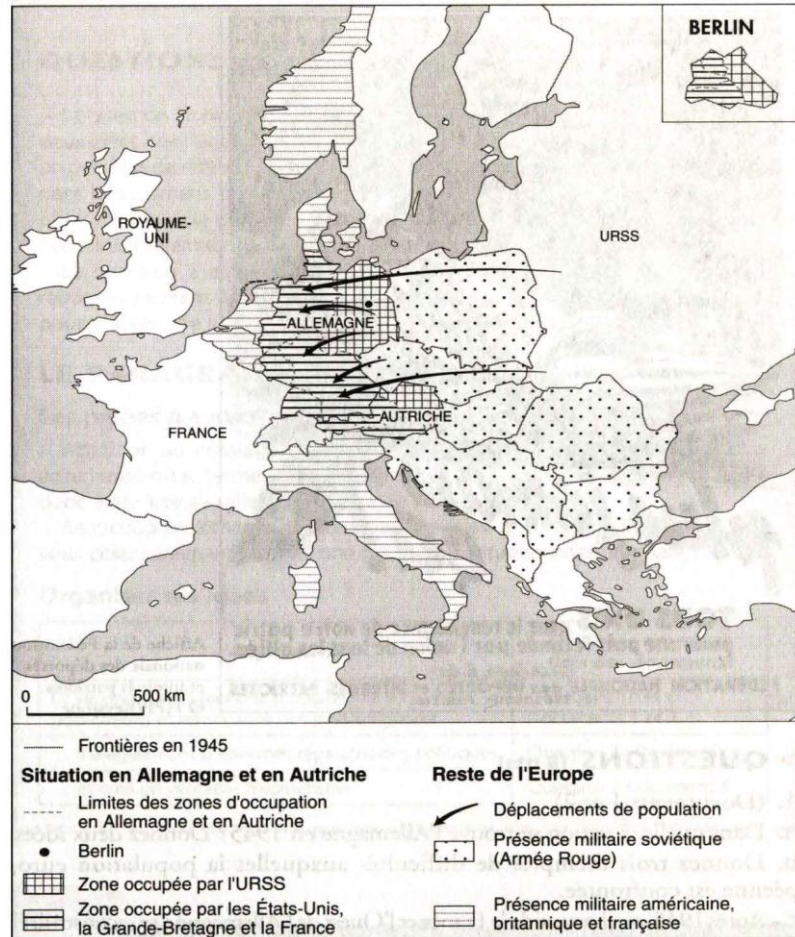 BERLIN
ROYAUME-
UNI
URSS
ALLEMAGNE
FRANCE
AUTRICHE
0
500 km
Frontières en 1945
Situation en Allemagne et en Autriche
Limites des zones d'occupation
en Allemagne et en Autriche
Berlin
Zone occupée par l'URSS
Zone occupée par les États-Unis,
la Grande-Bretagne et la France
Reste de l'Europe
Déplacements de population
Présence militaire soviétique
(Armée Rouge)
Présence militaire américaine,
britannique et française